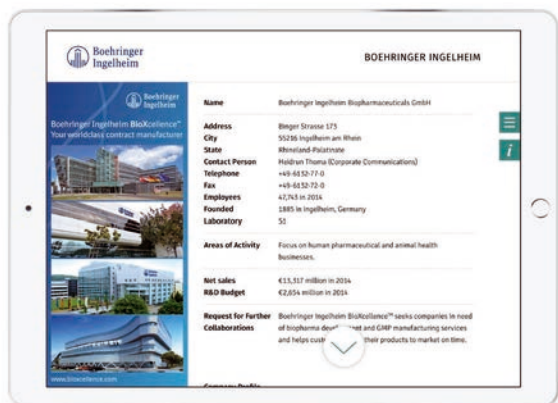 Boehringer
Ingelheim
BOEHRINGER INGELHEIM
Boehringer
Ingelheim
Boehringer Ingelheim BioXcellence™
Your worldclass contract manufacturer
www.bioxcellence.com
Name Boehringer Ingelheim Biopharmaceuticals GmbH
Address Binger Strasse 173
City 55216 Ingelheim am Rhein
State Rhineland-Palatinate
Contact Person Heidrun Thoma (Corporate Communications)
Telephone +49-6132-77-0
Fax +49-6132-72-0
Employees 47,743 in 2014
Founded 1885 in Ingelheim, Germany
Laboratory S1
Areas of Activity Focus on human pharmaceutical and animal health
businesses.
Net sales €13,317 million in 2014
R&D Budget €2,654 million in 2014
Request for Further Boehringer Ingelheim BioXcellence™ seeks companies in need
Collaborations of biopharma and GMP manufacturing services
and helps their products to market on time.
i